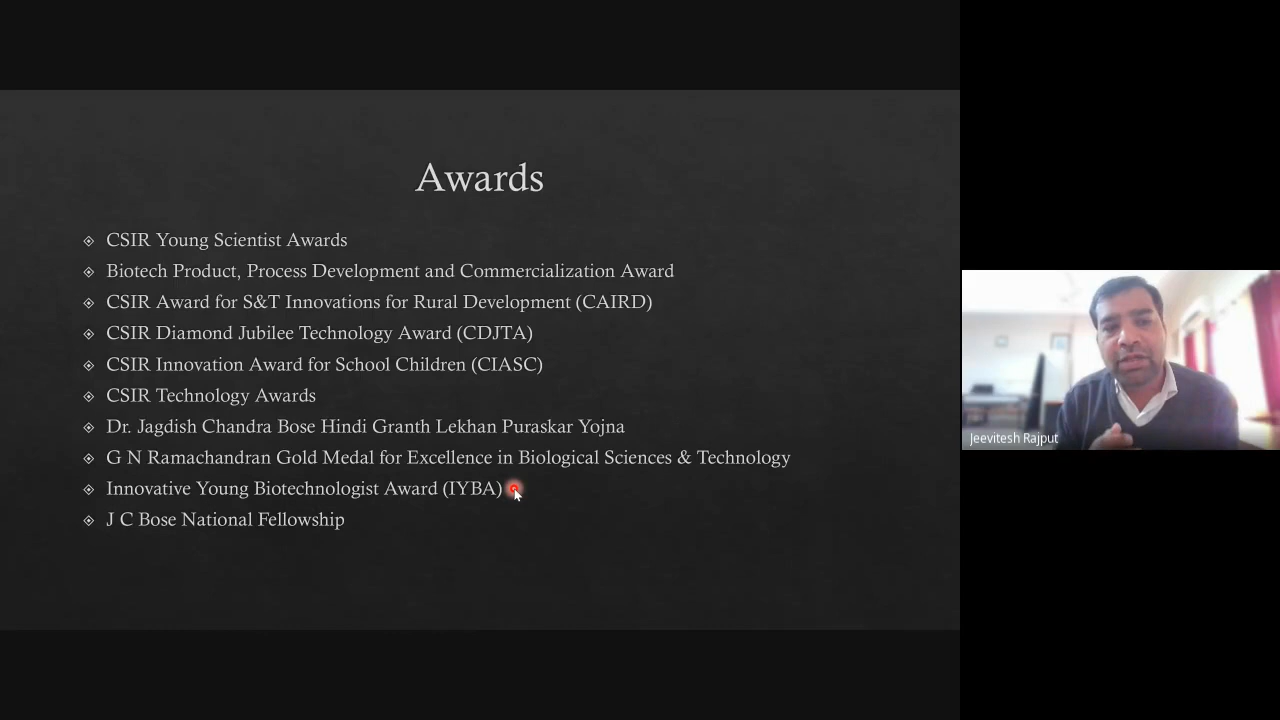 Awards
CSIR Young Scientist Awards
Biotech Product, Process Development and Commercialization Award
CSIR Award for S&T Innovations for Rural Development (CAIRD)
CSIR Diamond Jubilee Technology Award (CDJTA)
CSIR Innovation Award for School Children (CIASC)
CSIR Technology Awards
Dr. Jagdish Chandra Bose Hindi Granth Lekhan Puraskar Yojna
G N Ramachandran Gold Medal for Excellence in Biological Sciences & Technology
Innovative Young Biotechnologist Award (IYBA)
J C Bose National Fellowship
Jeevitesh Rajput